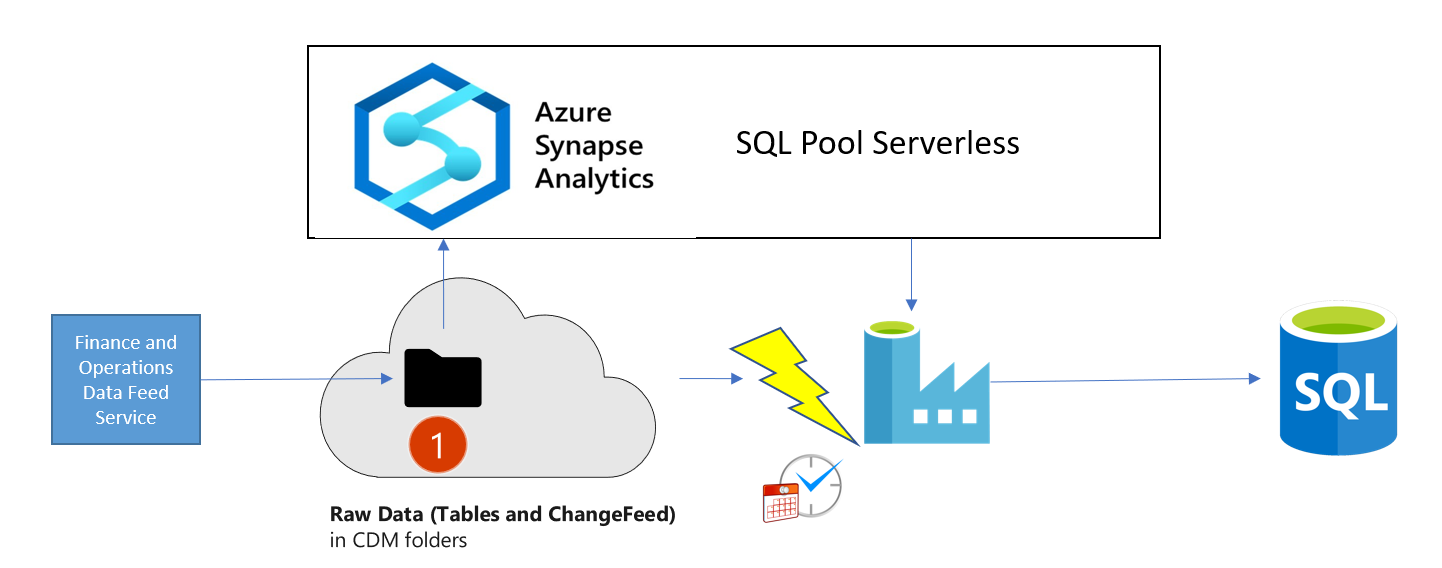 Azure
Synapse
Analytics
SQL Pool Serverless
Finance and
Operations
Data Feed
Service
1
SQL
Raw Data (Tables and ChangeFeed)
in CDM folders